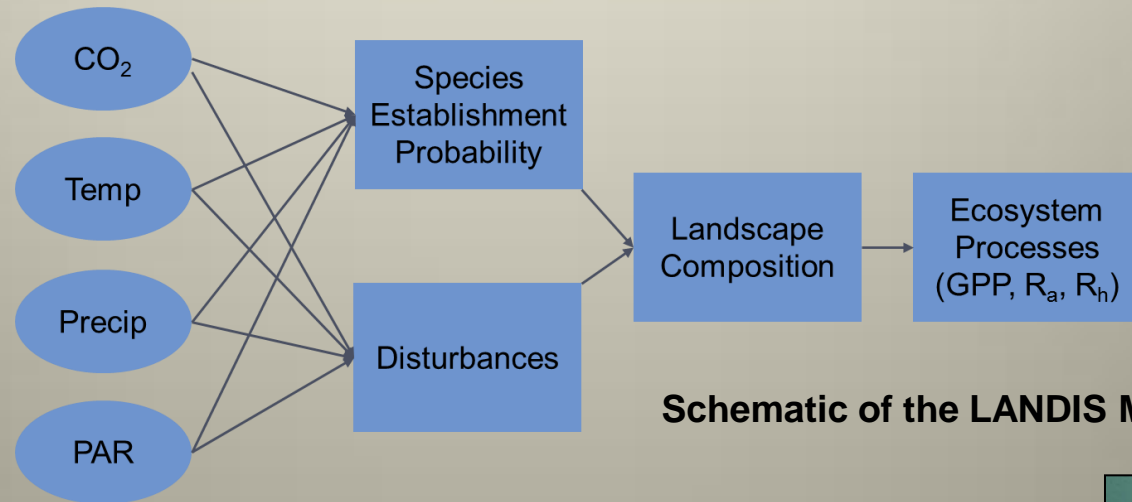 CO₂
Temp
Precip
PAR
Species
Establishment
Probability
Disturbances
Landscape
Composition
Ecosystem
Processes
(GPP, Rₐ, Rₕ)
Schematic of the LANDIS